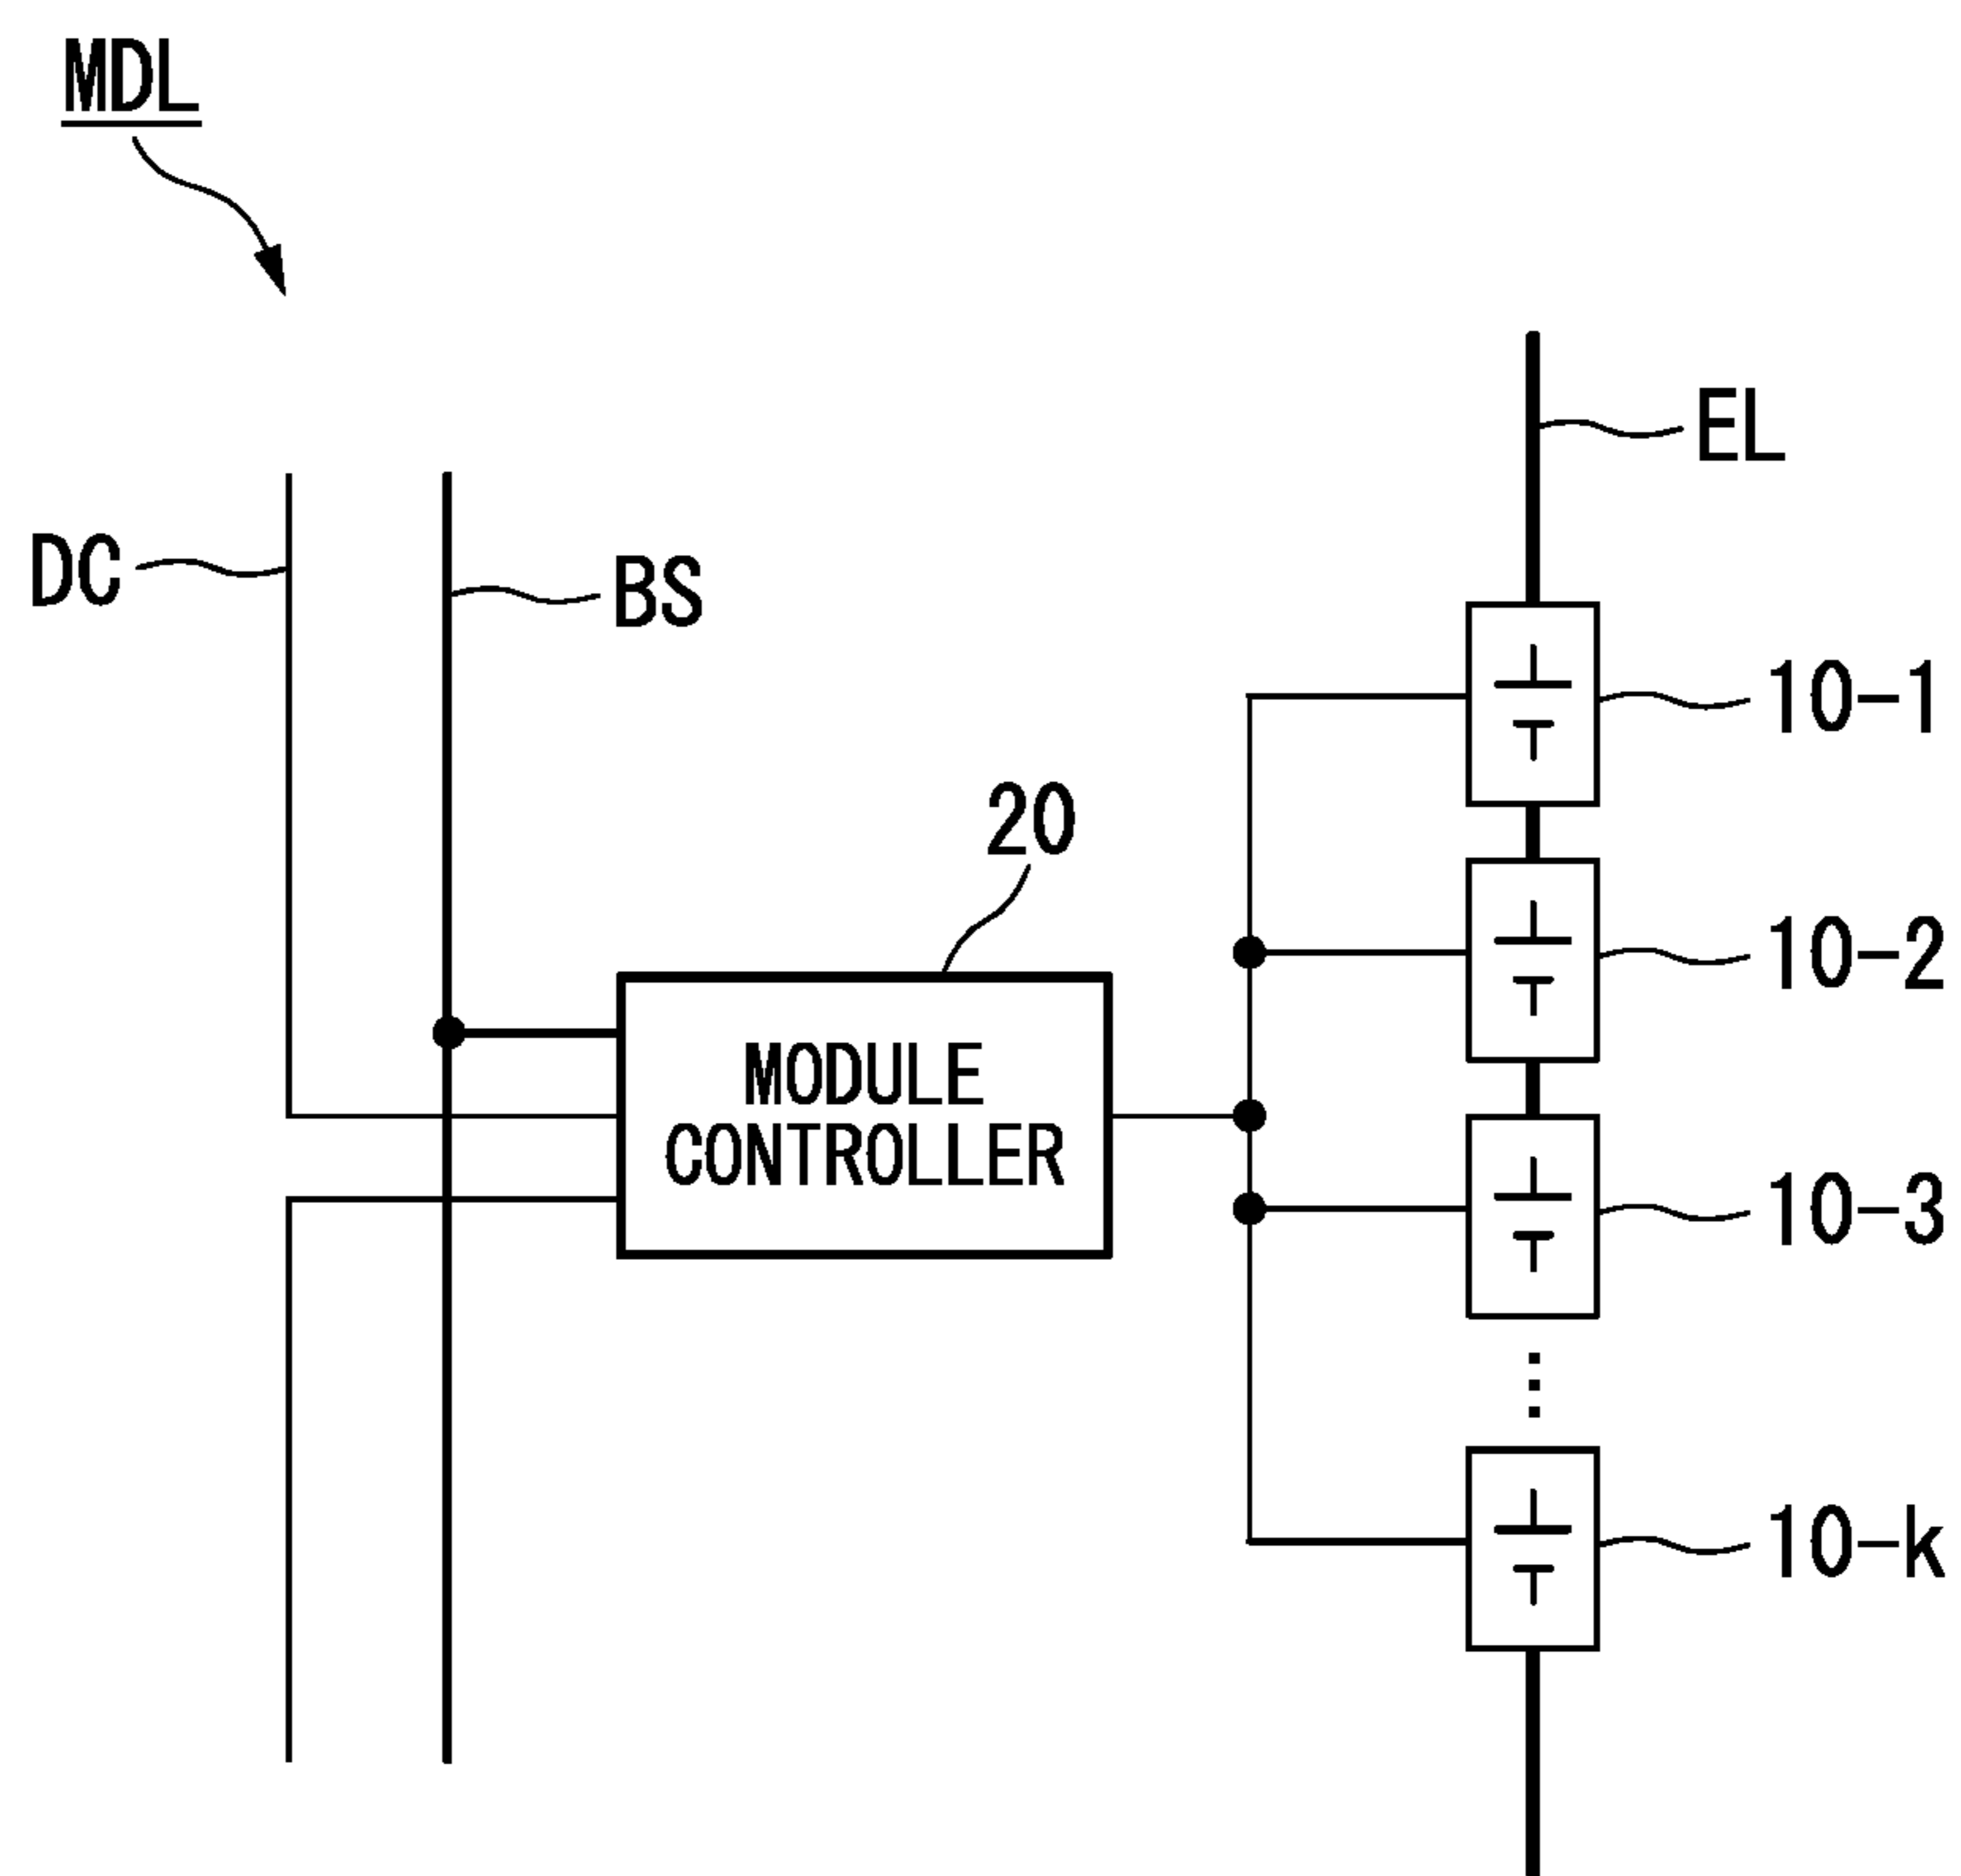 MDL
EL
DC
BS
10-1
20
10-2
MODULE
CONTROLLER
10-3
10-k